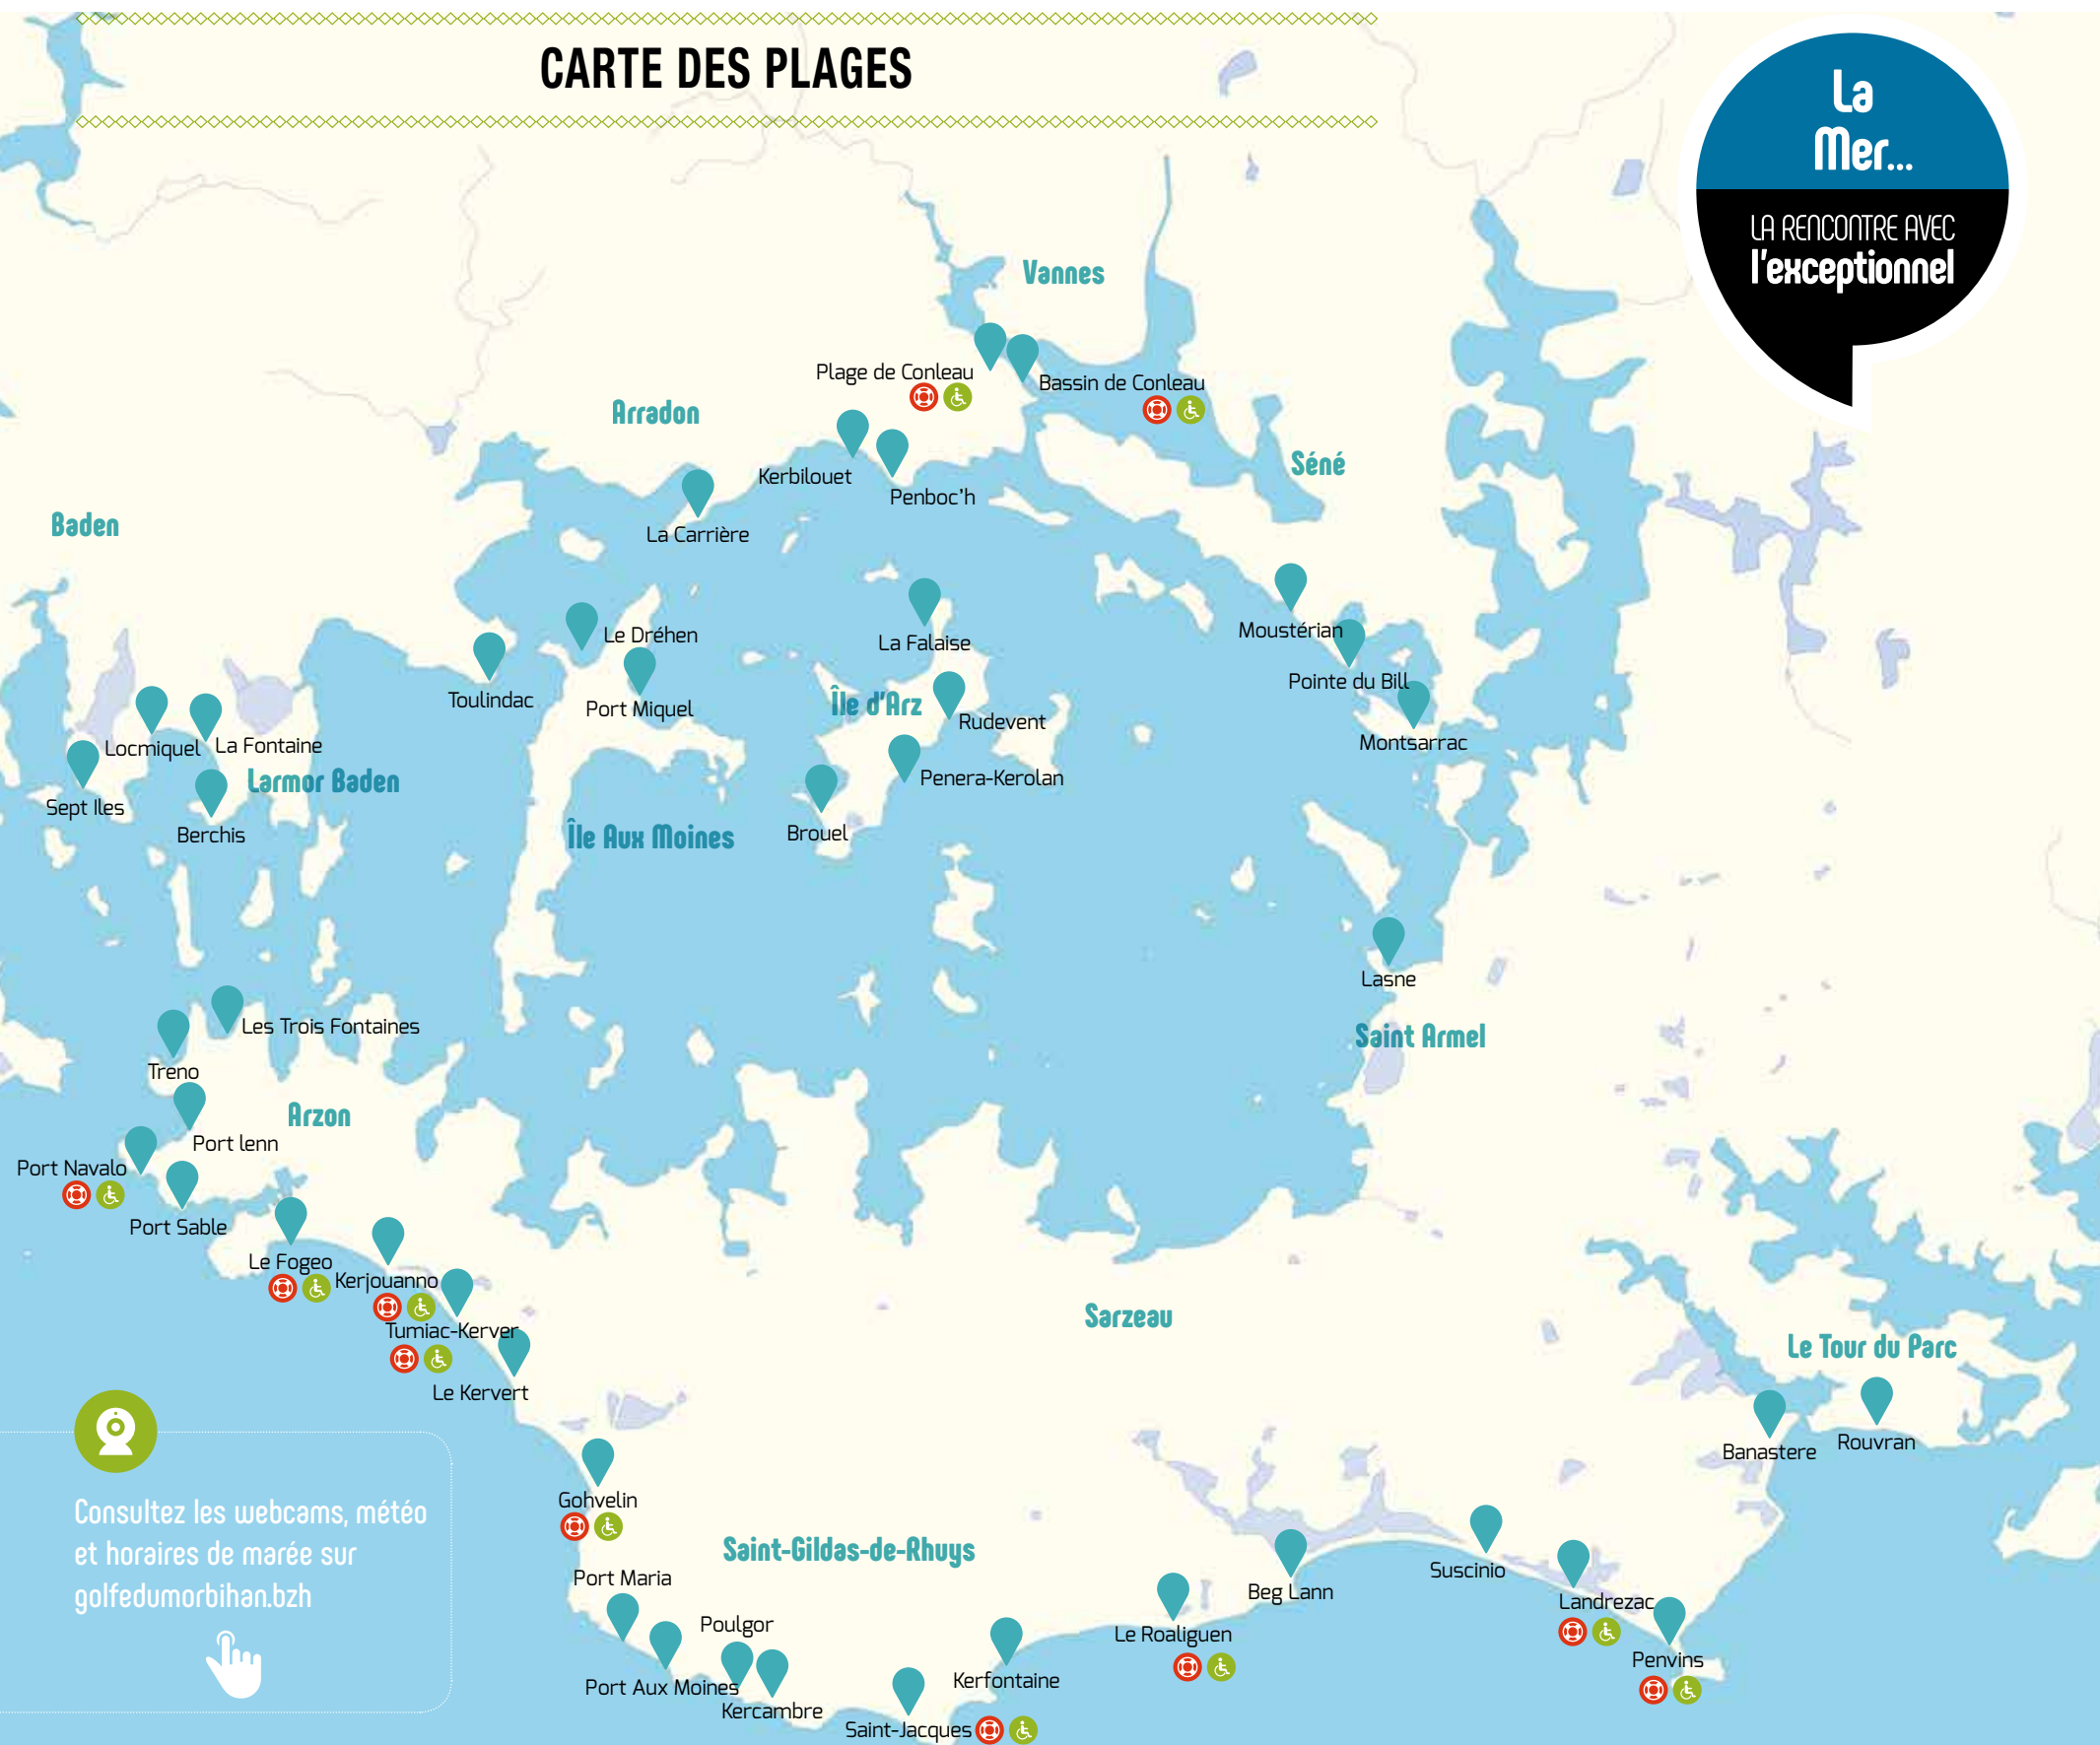 CARTE DES PLAGES
La
Mer...
LA RENCONTRE AVEC
l'exceptionnel
Vannes
Plage de Conleau
Bassin de Conleau
Arradon
Kerbilouet
Séné
Penboc'h
La Carrière
Baden
Moustérian
Le Dréhen
La Falaise
Pointe du Bill
Toulindac
Port Miquel
Île d'Arz
Rudevent
Montsarrac
Locmiquel
La Fontaine
Larmor Baden
Penera-Kerolan
Sept Iles
Berchis
Île Aux Moines
Brouel
Lasne
Les Trois Fontaines
Saint Armel
Treno
Arzon
Port lenn
Port Navalo
Port Sable
Le Fogeo
Kerjouanno
Sarzeau
Tumiac-Kerver
Le Tour du Parc
Le Kervert
Rouvran
Banastere
Consultez les webcams, météo
et horaires de marée sur
golfedumorbihan.bzh
Gohvelin
Saint-Gildas-de-Rhuys
Suscinio
Port Maria
Beg Lann
Landrezac
Poulgor
Le Roaliguen
Penvins
Kerfontaine
Port Aux Moines
Kercambre
Saint-Jacques